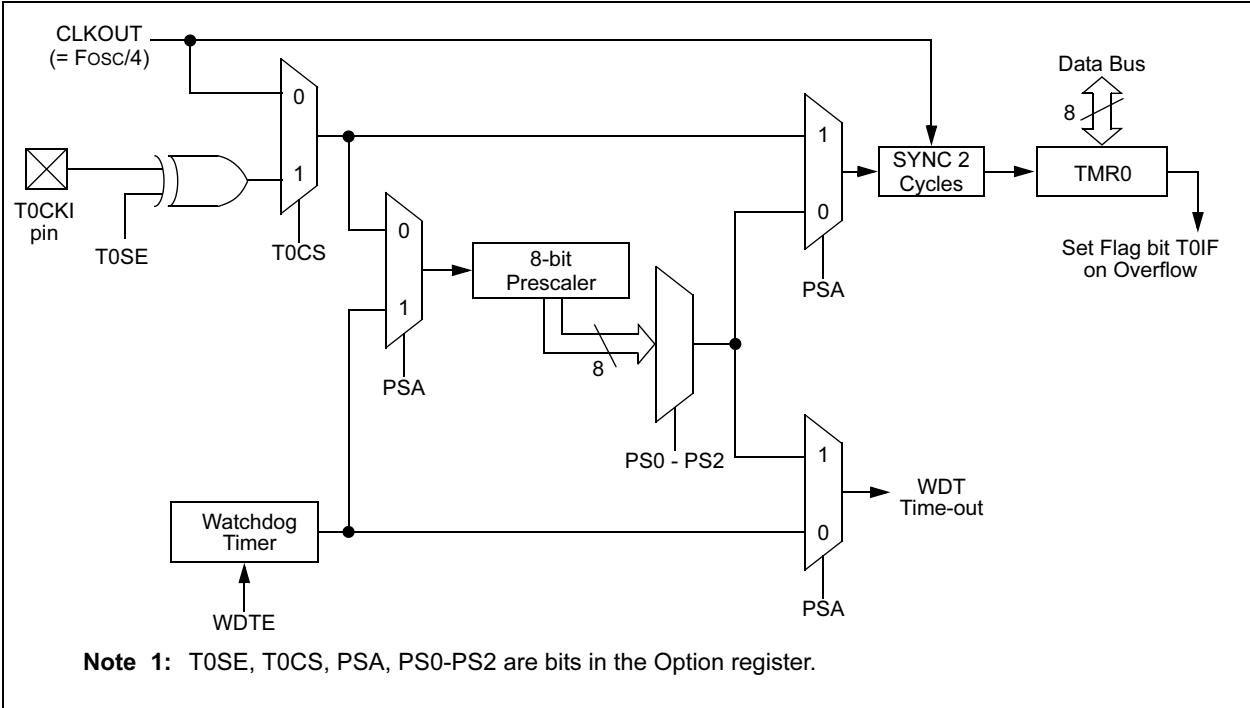 CLKOUT
(= FOSC/4)
Data Bus
8
0
1
T0CKI
pin
T0SE
T0CS
1
0
PSA
SYNC 2
Cycles
TMR0
Set Flag bit T0IF
on Overflow
0
1
PSA
8-bit
Prescaler
8
PS0 - PS2
Watchdog
Timer
WDTE
1
0
PSA
WDT
Time-out
Note 1: T0SE, T0CS, PSA, PS0-PS2 are bits in the Option register.